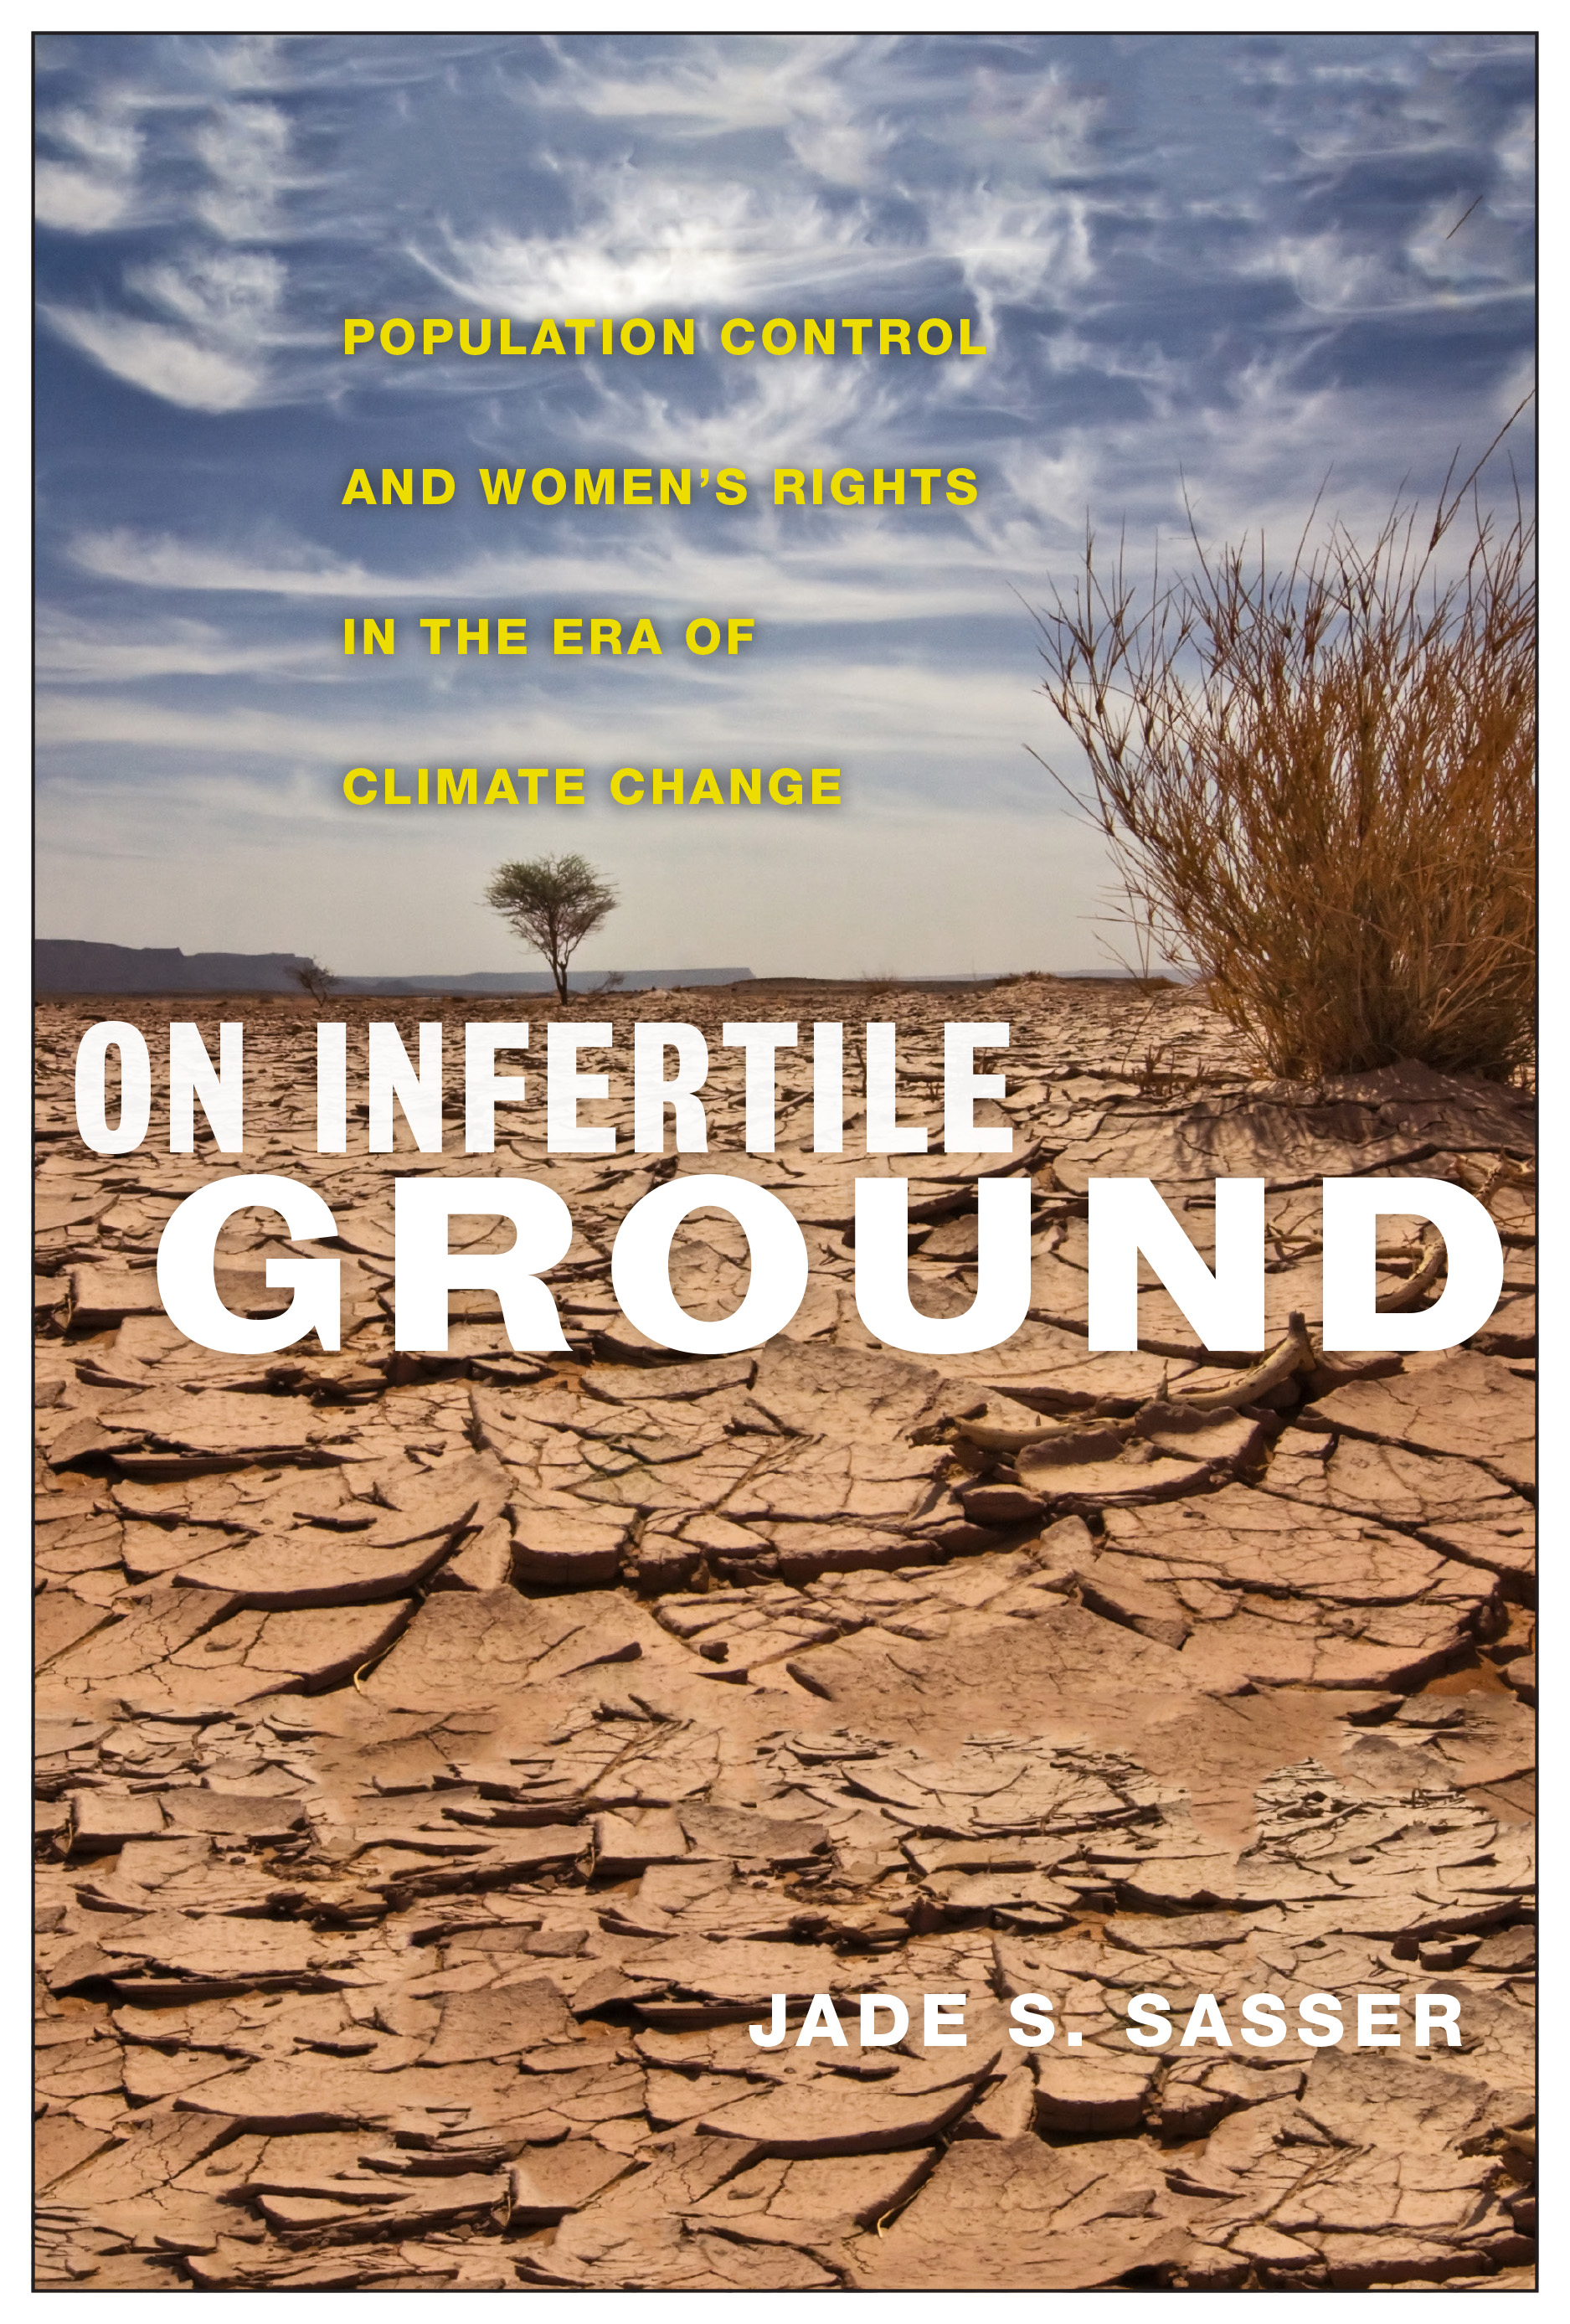 POPULATION CONTROL
AND WOMEN’S RIGHTS
IN THE ERA OF
CLIMATE CHANGE
ON INFERTILE
GROUND
JADE S. SASSER